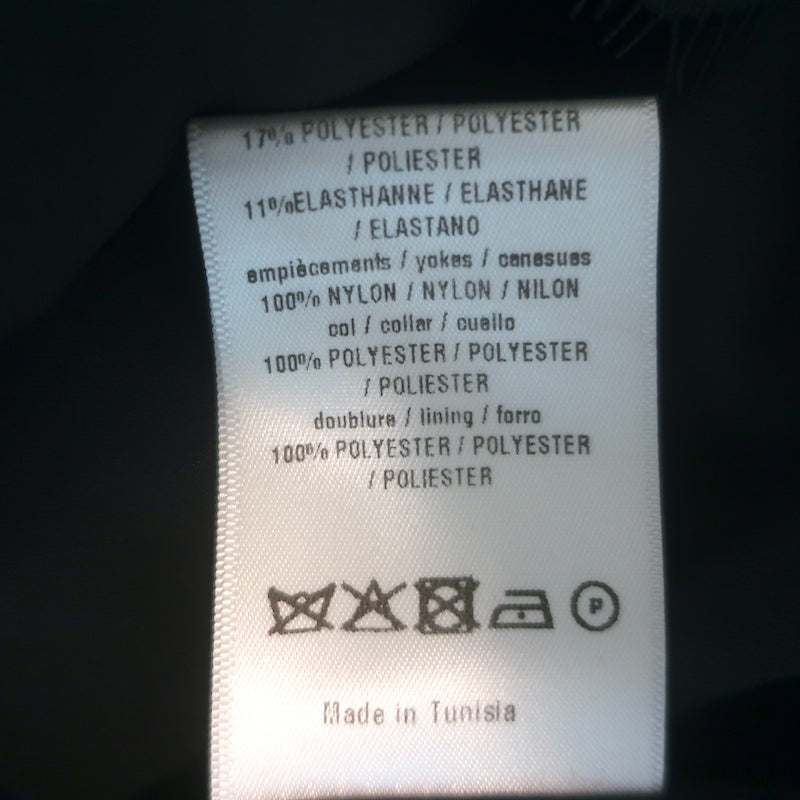 17% POLYESTER / POLYESTER
/ POLIESTER
11%ELASTHANNE / ELASTHANE
/ ELASTANO
empiècements / yokes / canesues
100% NYLON / NYLON / NILON
col / collar / cuello
100% POLYESTER / POLYESTER
/ POLIESTER
doublure / lining / forro
100% POLYESTER / POLYESTER
/ POLIESTER
P
Made in Tunisia